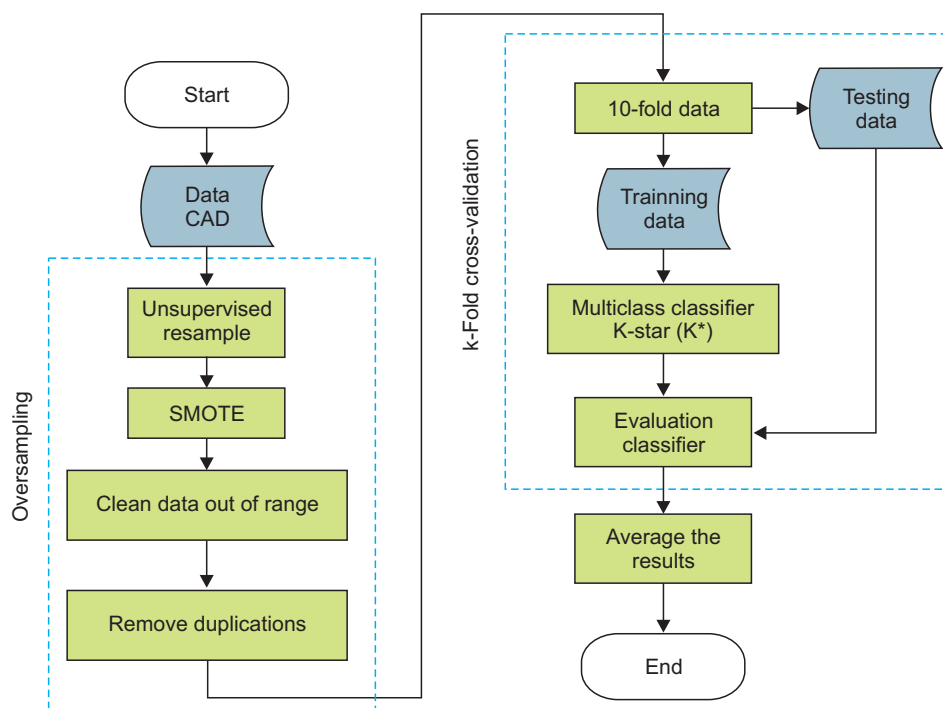 Start
Data
CAD
Oversampling
Unsupervised
resample
SMOTE
Clean data out of range
Remove duplications
k-Fold cross-validation
10-fold data
Testing
data
Trainning
data
Multiclass classifier
K-star (K*)
Evaluation
classifier
Average the
results
End